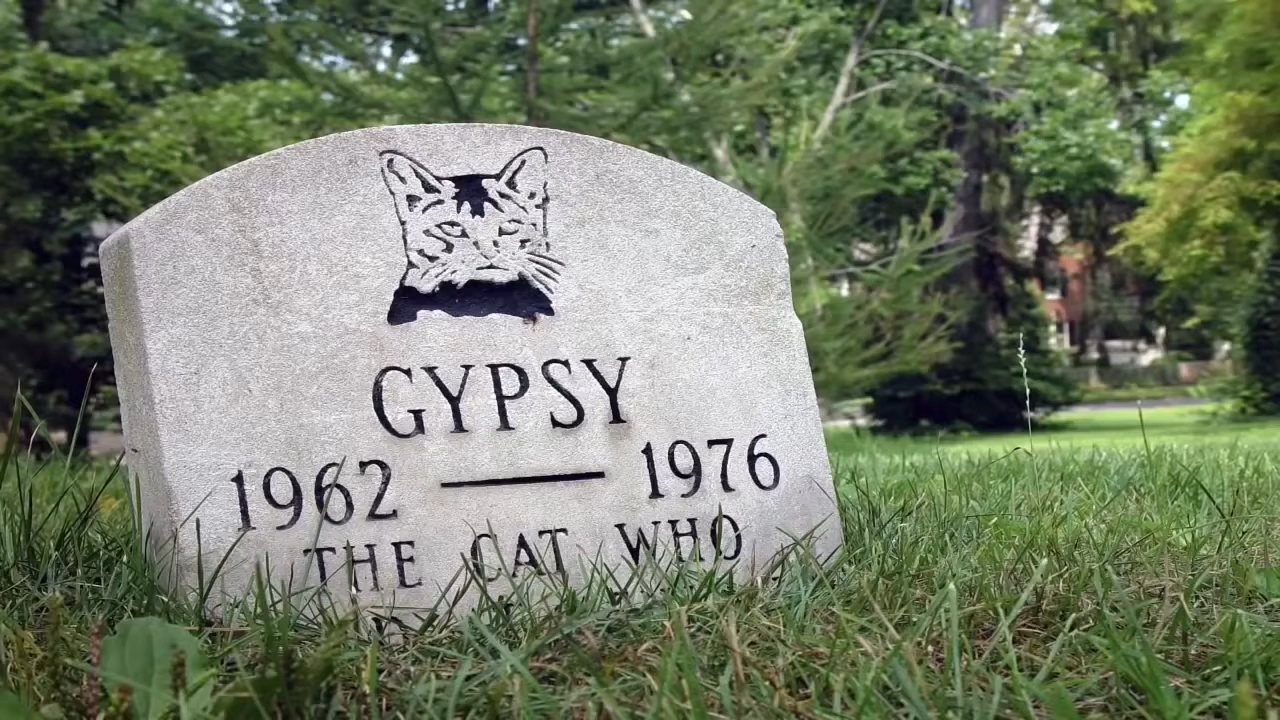 GYPSY
1962 — 1976
THE CAT WHO